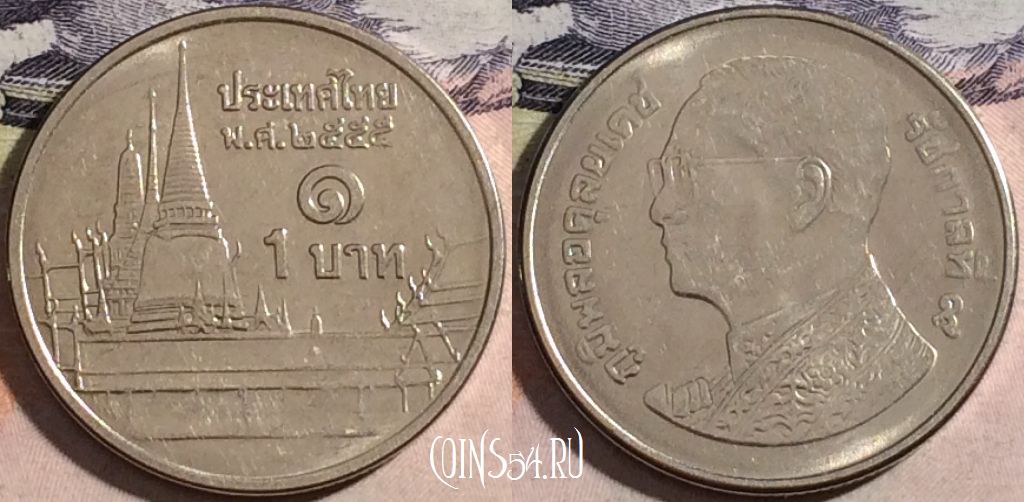 ประเทศไทย
พ.ศ.๒๕๕๕
๑
1 บาท
ภูมิพลอดุลยเดช
รัชกาลที่ ๙
COINS54.RU